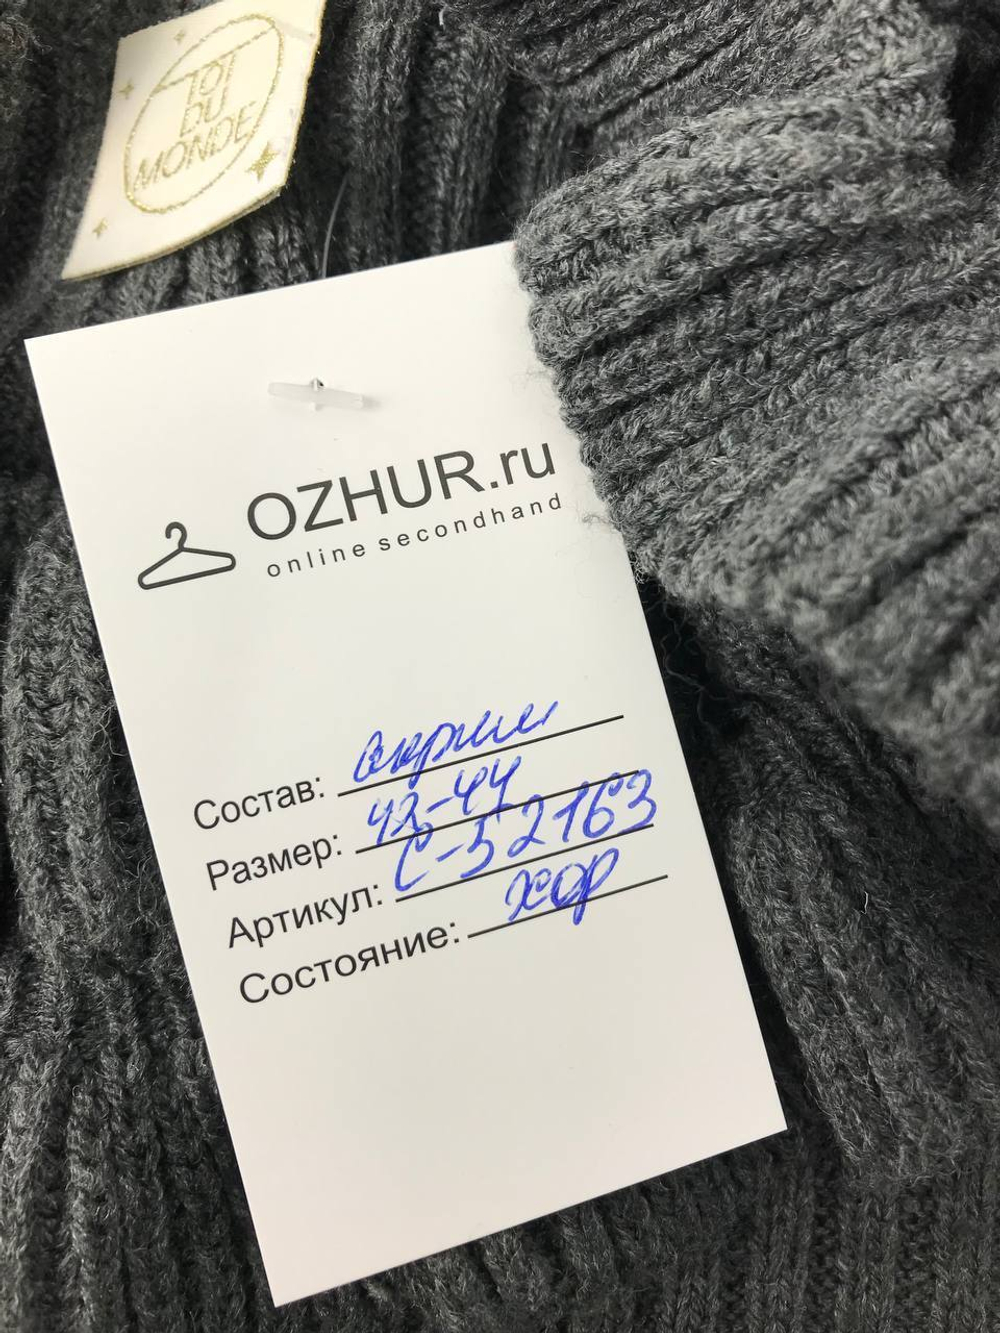 TOT
DU
MONDE
OZHUR.ru
online secondhand
Состав: акрил
Размер: 42-44
Артикул: С-52163
Состояние: хор